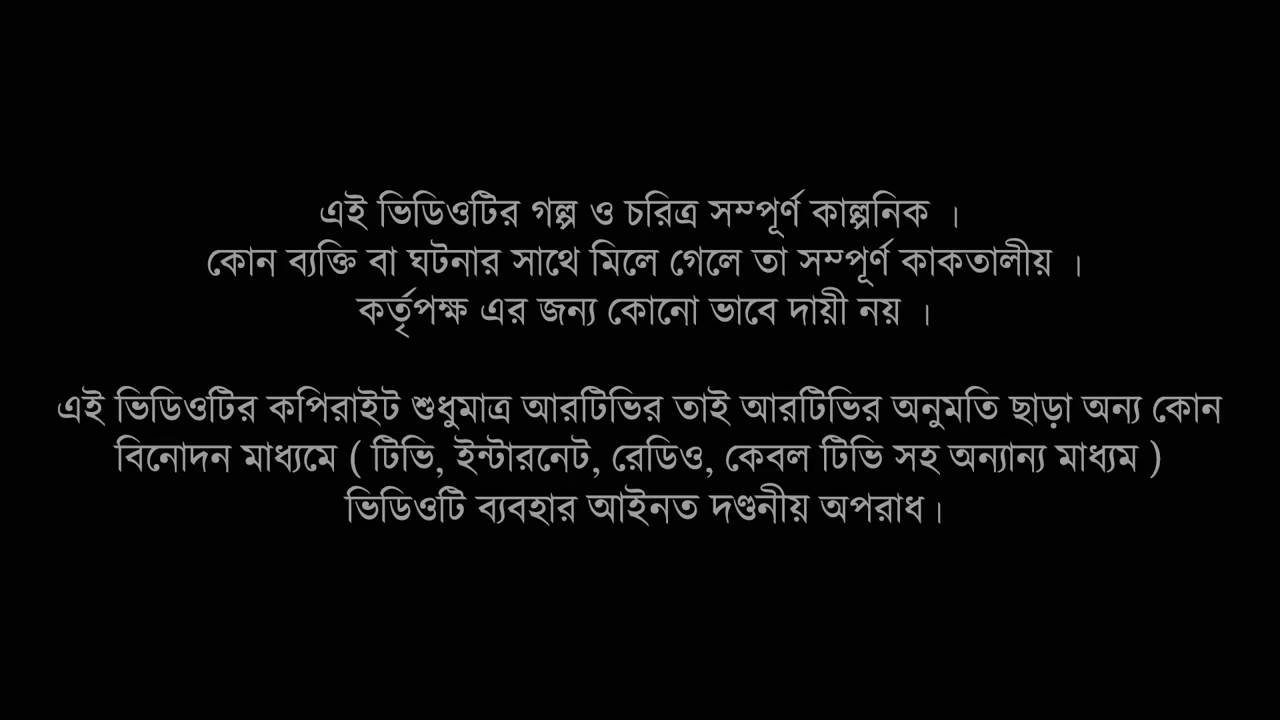 এই ভিডিওটির গল্প ও চরিত্র সম্পূর্ণ কাল্পনিক ।
কোন ব্যক্তি বা ঘটনার সাথে মিলে গেলে তা সম্পূর্ণ কাকতালীয় ।
কর্তৃপক্ষ এর জন্য কোনো ভাবে দায়ী নয় ।
এই ভিডিওটির কপিরাইট শুধুমাত্র আরটিভির তাই আরটিভির অনুমতি ছাড়া অন্য কোন
বিনোদন মাধ্যমে ( টিভি, ইন্টারনেট, রেডিও, কেবল টিভি সহ অন্যান্য মাধ্যম )
ভিডিওটি ব্যবহার আইনত দণ্ডনীয় অপরাধ।